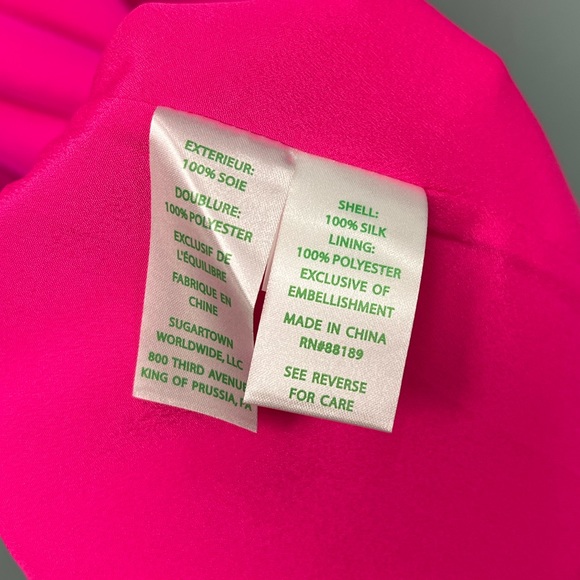 EXTERIEUR:
100% SOIE
DOUBLURE:
100% POLYESTER
EXCLUSIF DE
L'ÉQUILIBRE
FABRIQUE EN
CHINE
SUGARTOWN
WORLDWIDE, LLC
800 THIRD AVENUE
KING OF PRUSSIA, PA
SHELL:
100% SILK
LINING:
100% POLYESTER
EXCLUSIVE OF
EMBELLISHMENT
MADE IN CHINA
RN#88189
SEE REVERSE
FOR CARE